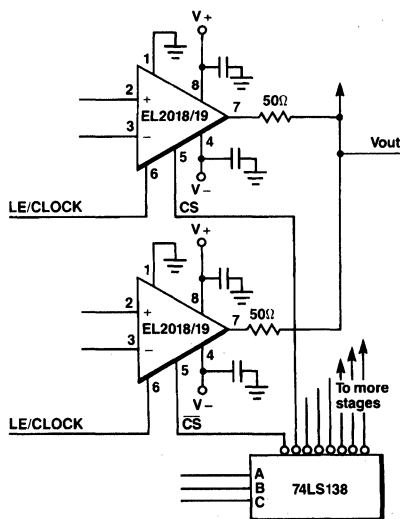 V+
1
8
2
+
EL2018/19
7
50Ω
3
−
4
5
6
V−
Vout
LE/CLOCK
CS
V+
1
8
2
+
EL2018/19
7
50Ω
3
−
4
5
6
V−
To more
stages
LE/CLOCK
C̅S̅
A
B
C
74LS138